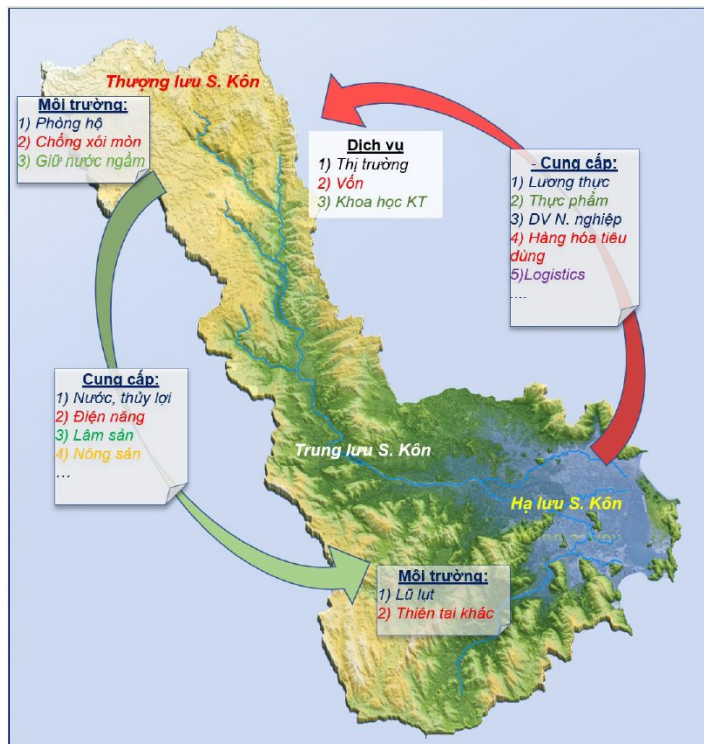 Thượng lưu S. Kôn
Môi trường:
1) Phòng hộ
2) Chống xói mòn
3) Giữ nước ngầm
Dịch vụ
1) Thị trường
2) Vốn
3) Khoa học KT
- Cung cấp:
1) Lương thực
2) Thực phẩm
3) DV N. nghiệp
4) Hàng hóa tiêu
dùng
5)Logistics
....
Cung cấp:
1) Nước, thủy lợi
2) Điện năng
3) Lâm sản
4) Nông sản
...
Trung lưu S. Kôn
Hạ lưu S. Kôn
Môi trường:
1) Lũ lụt
2) Thiên tai khác